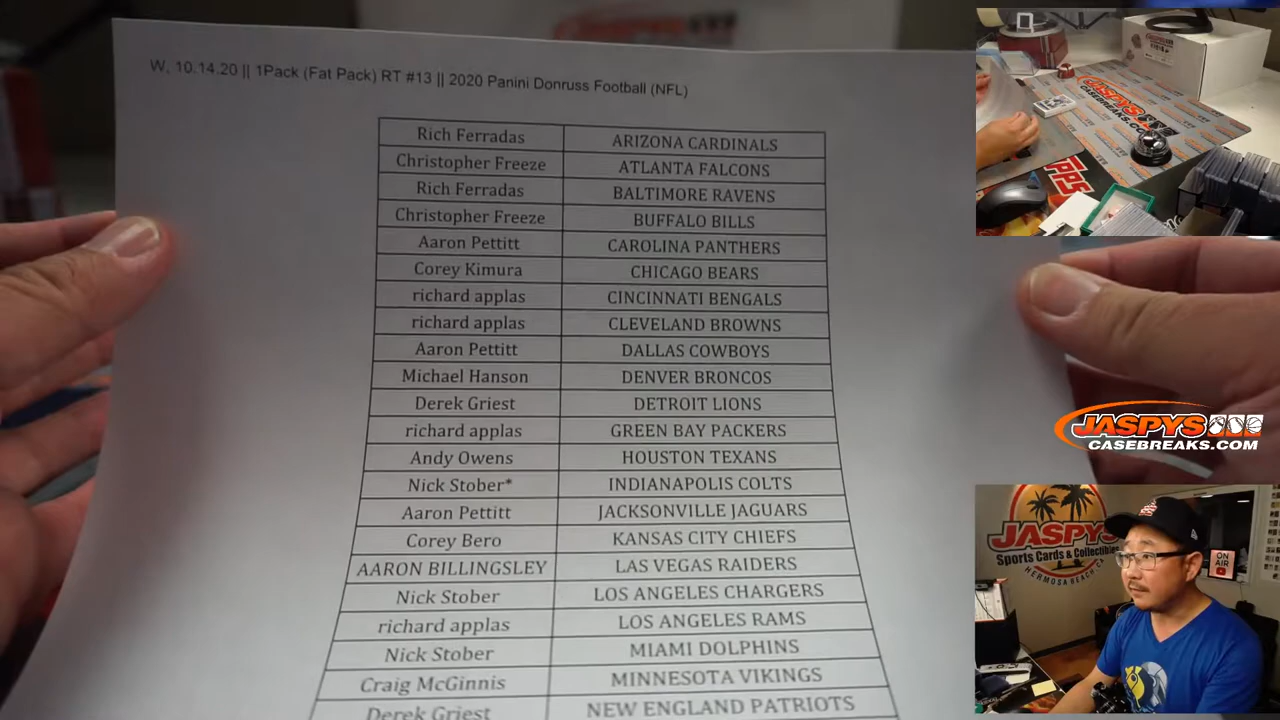 W, 10.14.20 || 1Pack (Fat Pack) RT #13 || 2020 Panini Donruss Football (NFL)
Rich Ferradas ARIZONA CARDINALS
Christopher Freeze ATLANTA FALCONS
Rich Ferradas BALTIMORE RAVENS
Christopher Freeze BUFFALO BILLS
Aaron Pettitt CAROLINA PANTHERS
Corey Kimura CHICAGO BEARS
richard applas CINCINNATI BENGALS
richard applas CLEVELAND BROWNS
Aaron Pettitt DALLAS COWBOYS
Michael Hanson DENVER BRONCOS
Derek Griest DETROIT LIONS
richard applas GREEN BAY PACKERS
Andy Owens HOUSTON TEXANS
Nick Stober* INDIANAPOLIS COLTS
Aaron Pettitt JACKSONVILLE JAGUARS
Corey Bero KANSAS CITY CHIEFS
AARON BILLINGSLEY LAS VEGAS RAIDERS
Nick Stober LOS ANGELES CHARGERS
richard applas LOS ANGELES RAMS
Nick Stober MIAMI DOLPHINS
Craig McGinnis MINNESOTA VIKINGS
Derek Griest NEW ENGLAND PATRIOTS
JASPYS
CASEBREAKS.COM
TOPPS
JASPYS
CASEBREAKS.CO
JASPYS
Sports Cards & Collectibles
HERMOSA BEACH, CA
ON
AIR